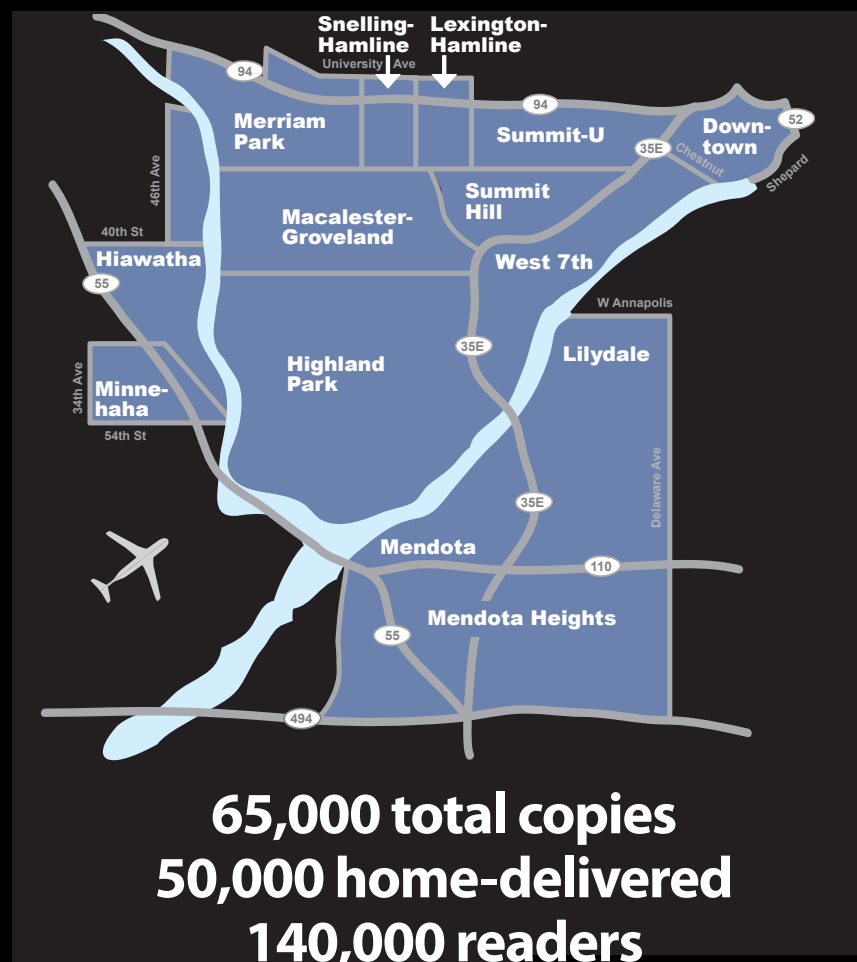 Snelling-
Hamline
Lexington-
Hamline
University Ave
94
94
52
Merriam
Park
Summit-U
Down-
town
35E
Chestnut
Shepard
46th Ave
Summit
Hill
Macalester-
Groveland
40th St
Hiawatha
West 7th
55
W Annapolis
35E
Lilydale
Highland
Park
34th Ave
Minne-
haha
54th St
Delaware Ave
35E
Mendota
110
Mendota Heights
55
494
65,000 total copies
50,000 home-delivered
140,000 readers